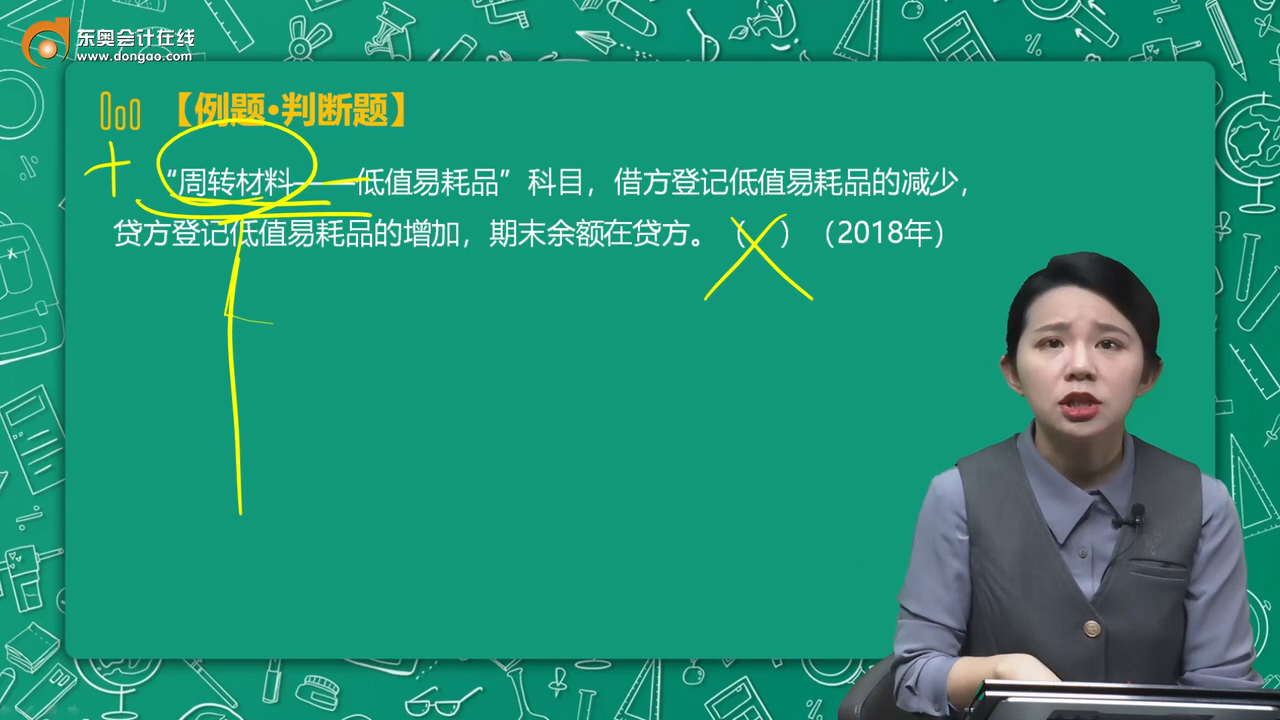 东奥会计在线
www.dongao.com
【例题•判断题】
“周转材料——低值易耗品”科目，借方登记低值易耗品的减少，
贷方登记低值易耗品的增加，期末余额在贷方。（ ）（2018年）